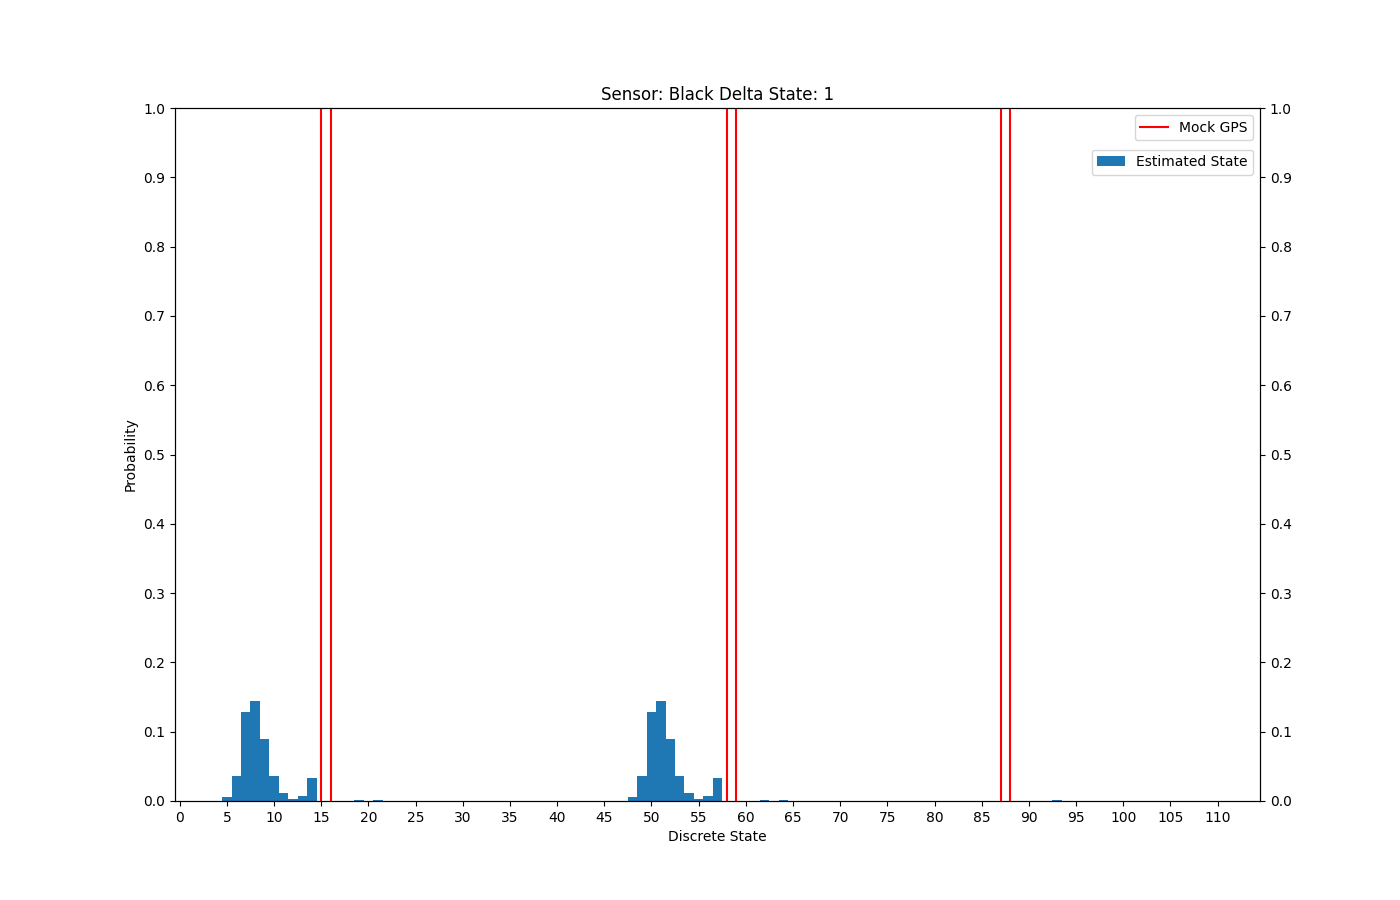 Sensor: Black Delta State: 1
1.0 1.0
Mock GPS
Estimated State
0.9 0.9
0.8 0.8
0.7 0.7
0.6 0.6
0.5 0.5
Probability
0.4 0.4
0.3 0.3
0.2 0.2
0.1 0.1
0.0 0.0
0 5 10 15 20 25 30 35 40 45 50 55 60 65 70 75 80 85 90 95 100 105 110
Discrete State